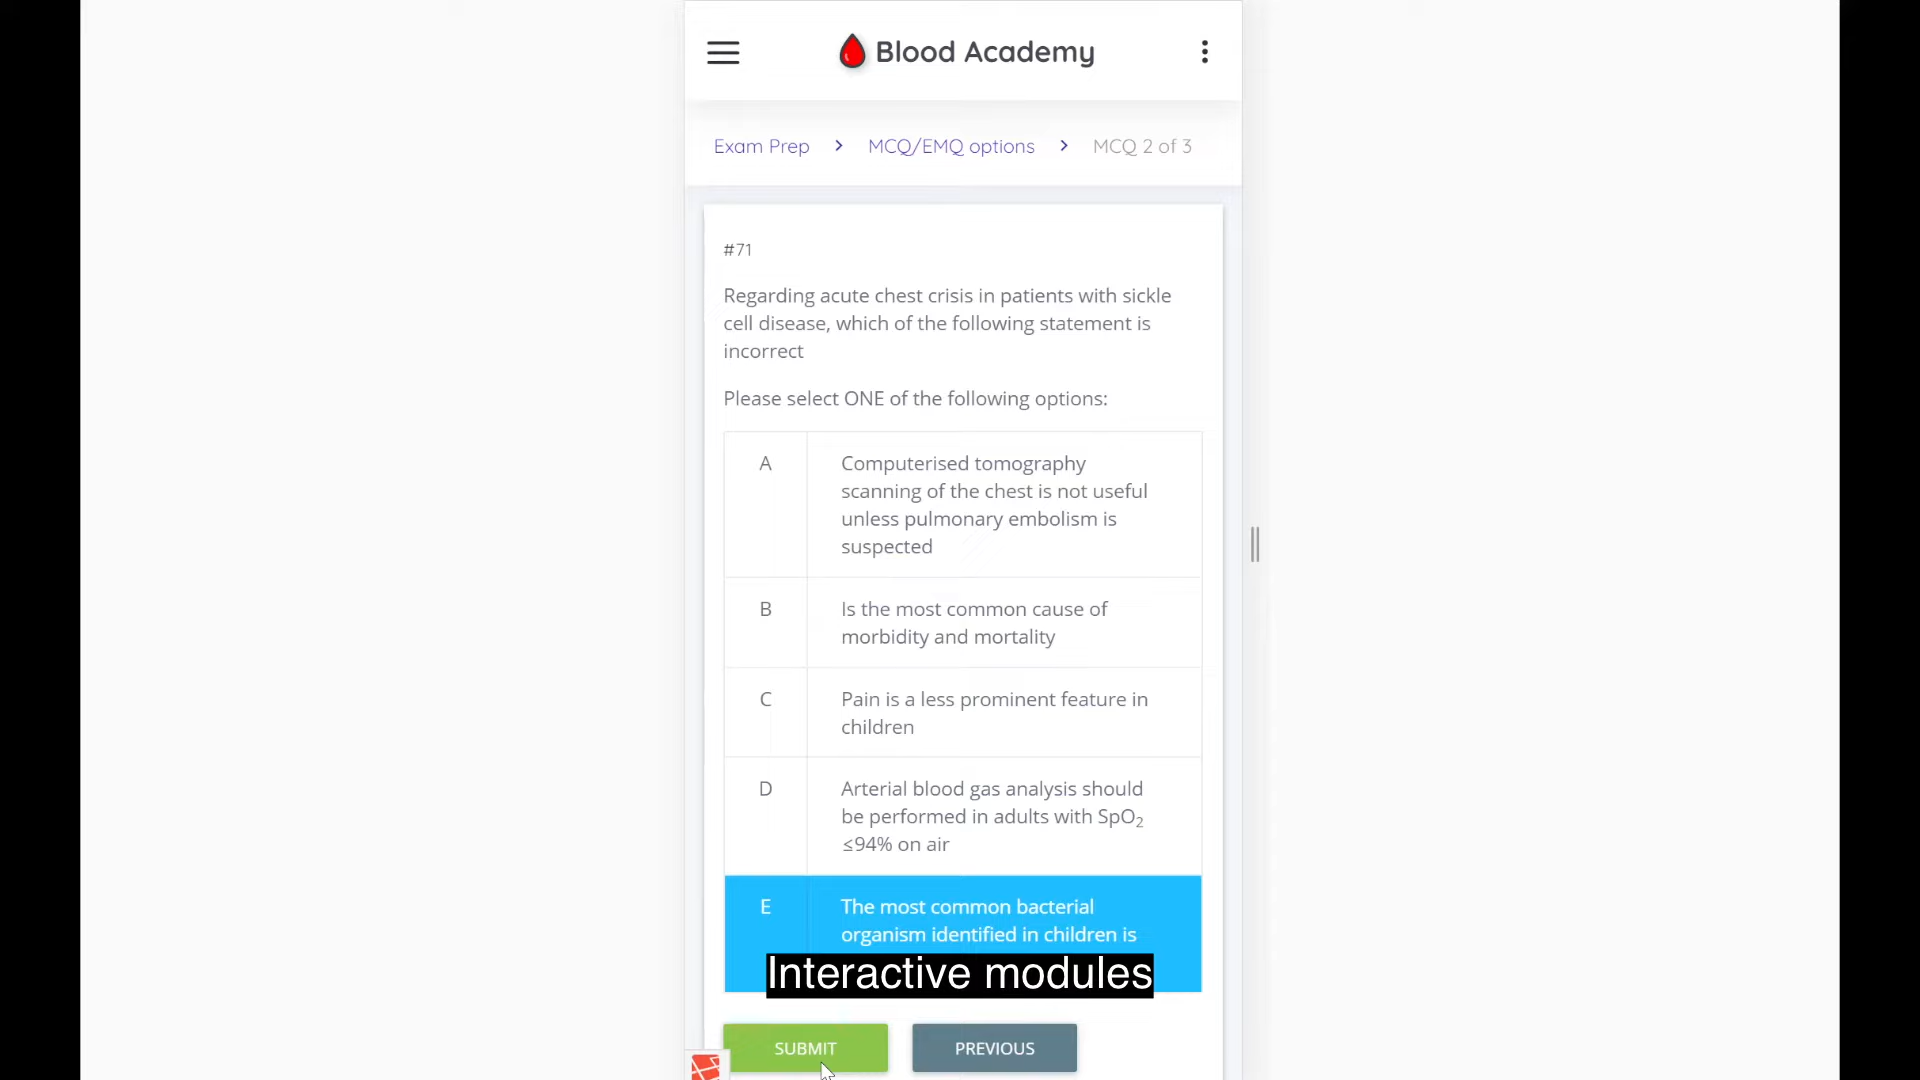 Blood Academy
Exam Prep > MCQ/EMQ options > MCQ 2 of 3
#71
Regarding acute chest crisis in patients with sickle
cell disease, which of the following statement is
incorrect
Please select ONE of the following options:
A Computerised tomography
scanning of the chest is not useful
unless pulmonary embolism is
suspected
B Is the most common cause of
morbidity and mortality
C Pain is a less prominent feature in
children
D Arterial blood gas analysis should
be performed in adults with SpO₂
≤94% on air
E The most common bacterial
organism identified in children is
Interactive modules
SUBMIT PREVIOUS